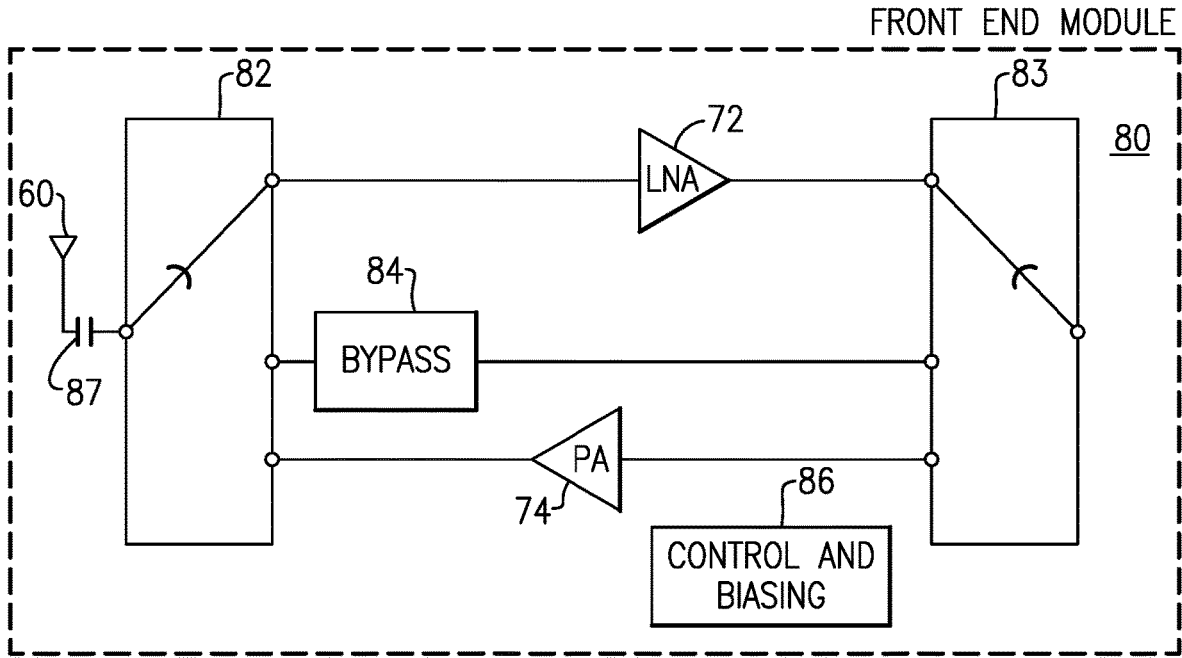 FRONT END MODULE
82
83
72
80
LNA
60
84
BYPASS
87
PA
74
86
CONTROL AND
BIASING